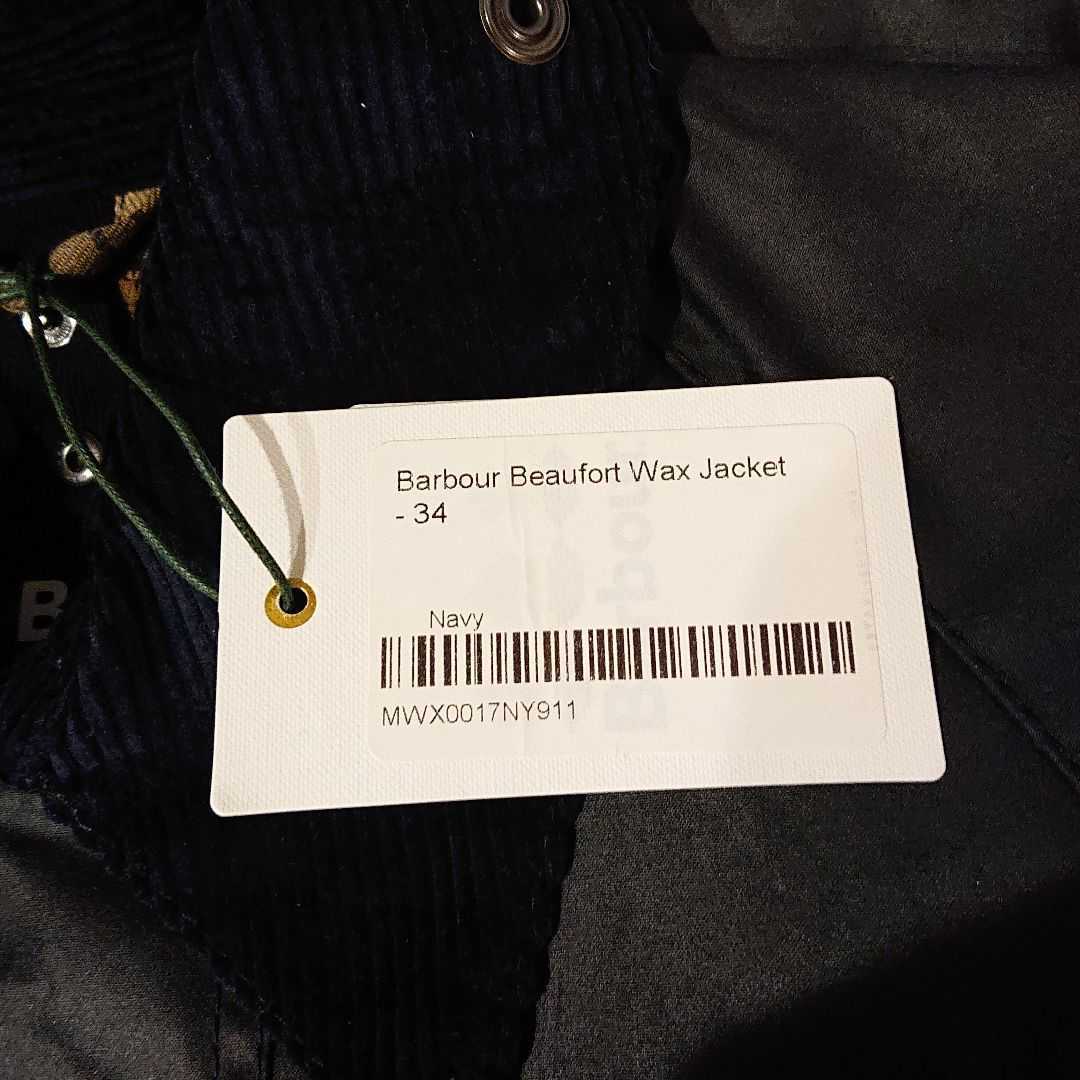 Barbour Beaufort Wax Jacket
- 34
Navy
MWX0017NY911
B